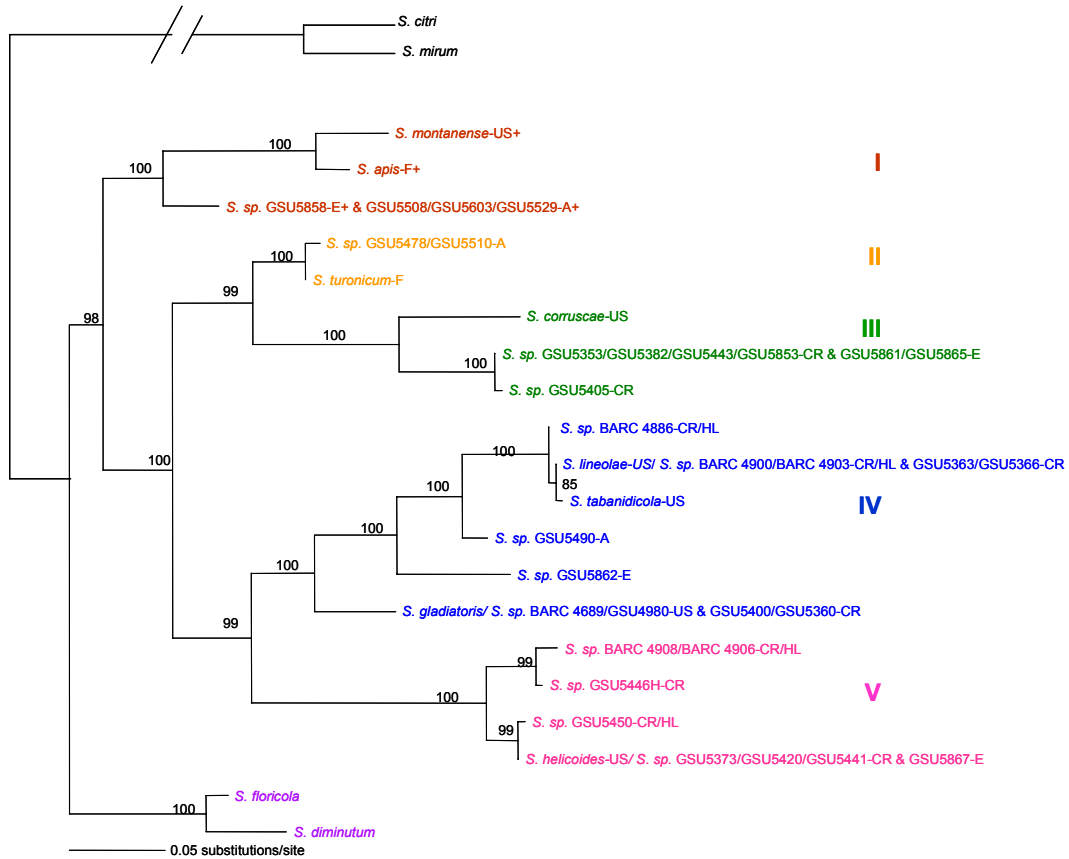 S. citri
S. mirum
S. montanense-US+
100
S. apis-F+
I
100
S. sp. GSU5858-E+ & GSU5508/GSU5603/GSU5529-A+
S. sp. GSU5478/GSU5510-A
100
II
S. turonicum-F
99
S. corruscae-US
98
III
100
S. sp. GSU5353/GSU5382/GSU5443/GSU5853-CR & GSU5861/GSU5865-E
100
S. sp. GSU5405-CR
S. sp. BARC 4886-CR/HL
100
100
S. lineolae-US/ S. sp. BARC 4900/BARC 4903-CR/HL & GSU5363/GSU5366-CR
85
100
S. tabanidicola-US
IV
100
S. sp. GSU5490-A
100
S. sp. GSU5862-E
S. gladiatoris/ S. sp. BARC 4689/GSU4980-US & GSU5400/GSU5360-CR
99
S. sp. BARC 4908/BARC 4906-CR/HL
99
S. sp. GSU5446H-CR
V
100
S. sp. GSU5450-CR/HL
99
S. helicoides-US/ S. sp. GSU5373/GSU5420/GSU5441-CR & GSU5867-E
S. floricola
100
S. diminutum
0.05 substitutions/site